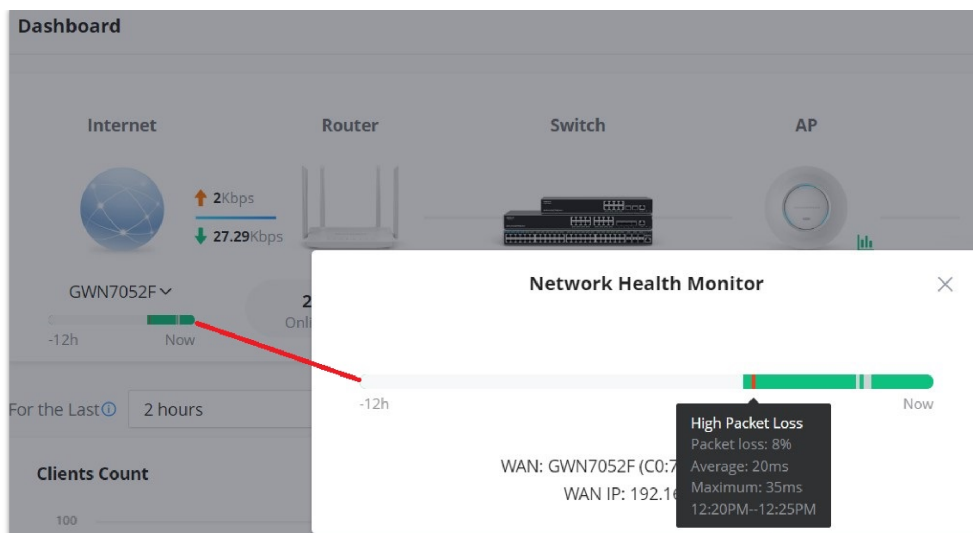 Dashboard
Internet
Router
Switch
AP
2Kbps
27.29Kbps
GWN7052F
2
Onli
-12h
Now
For the Last
2 hours
Clients Count
100
Network Health Monitor
-12h
Now
High Packet Loss
Packet loss: 8%
Average: 20ms
Maximum: 35ms
12:20PM--12:25PM
WAN: GWN7052F (C0:7
WAN IP: 192.16